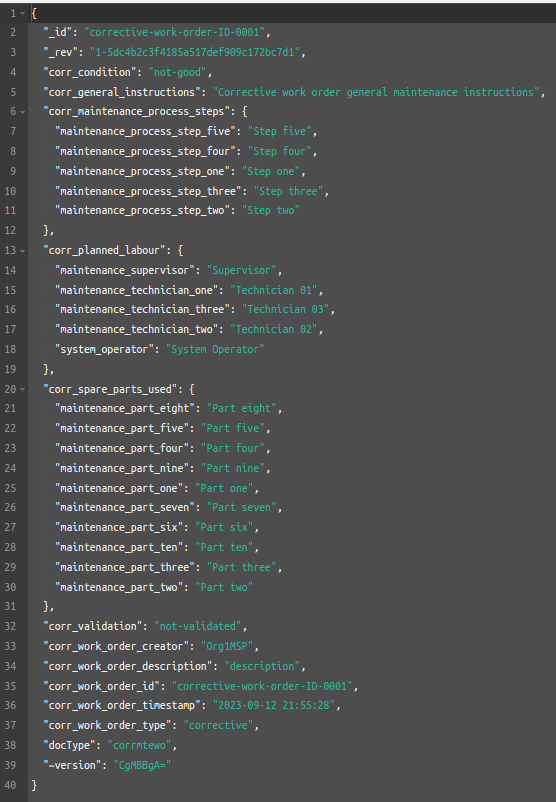 1 {
2 "_id": "corrective-work-order-ID-0001",
3 "_rev": "1-5dc4b2c3f4185a517def909c172bc7d1",
4 "corr_condition": "not-good",
5 "corr_general_instructions": "Corrective work order general maintenance instructions",
6 "corr_maintenance_process_steps": {
7 "maintenance_process_step_five": "Step five",
8 "maintenance_process_step_four": "Step four",
9 "maintenance_process_step_one": "Step one",
10 "maintenance_process_step_three": "Step three",
11 "maintenance_process_step_two": "Step two"
12 },
13 "corr_planned_labour": {
14 "maintenance_supervisor": "Supervisor",
15 "maintenance_technician_one": "Technician 01",
16 "maintenance_technician_three": "Technician 03",
17 "maintenance_technician_two": "Technician 02",
18 "system_operator": "System Operator"
19 },
20 "corr_spare_parts_used": {
21 "maintenance_part_eight": "Part eight",
22 "maintenance_part_five": "Part five",
23 "maintenance_part_four": "Part four",
24 "maintenance_part_nine": "Part nine",
25 "maintenance_part_one": "Part one",
26 "maintenance_part_seven": "Part seven",
27 "maintenance_part_six": "Part six",
28 "maintenance_part_ten": "Part ten",
29 "maintenance_part_three": "Part three",
30 "maintenance_part_two": "Part two"
31 },
32 "corr_validation": "not-validated",
33 "corr_work_order_creator": "Org1MSP",
34 "corr_work_order_description": "description",
35 "corr_work_order_id": "corrective-work-order-ID-0001",
36 "corr_work_order_timestamp": "2023-09-12 21:55:28",
37 "corr_work_order_type": "corrective",
38 "docType": "corrmtewo",
39 "~version": "CgMBBgA="
40 }